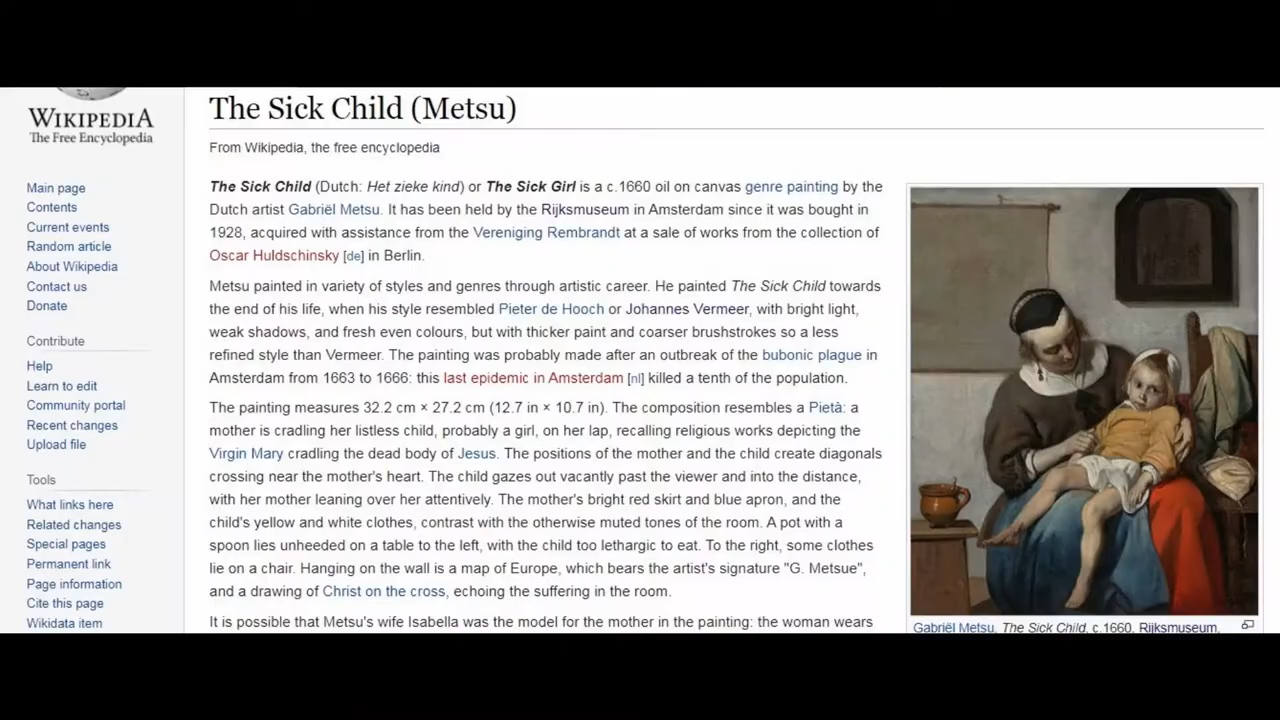 WIKIPEDIA
The Free Encyclopedia
Main page
Contents
Current events
Random article
About Wikipedia
Contact us
Donate
Contribute
Help
Learn to edit
Community portal
Recent changes
Upload file
Tools
What links here
Related changes
Special pages
Permanent link
Page information
Cite this page
Wikidata item
The Sick Child (Metsu)
From Wikipedia, the free encyclopedia
The Sick Child (Dutch: Het zieke kind) or The Sick Girl is a c.1660 oil on canvas genre painting by the
Dutch artist Gabriël Metsu. It has been held by the Rijksmuseum in Amsterdam since it was bought in
1928, acquired with assistance from the Vereniging Rembrandt at a sale of works from the collection of
Oscar Huldschinsky [de] in Berlin.
Metsu painted in variety of styles and genres through artistic career. He painted The Sick Child towards
the end of his life, when his style resembled Pieter de Hooch or Johannes Vermeer, with bright light,
weak shadows, and fresh even colours, but with thicker paint and coarser brushstrokes so a less
refined style than Vermeer. The painting was probably made after an outbreak of the bubonic plague in
Amsterdam from 1663 to 1666: this last epidemic in Amsterdam [nl] killed a tenth of the population.
The painting measures 32.2 cm × 27.2 cm (12.7 in × 10.7 in). The composition resembles a Pietà: a
mother is cradling her listless child, probably a girl, on her lap, recalling religious works depicting the
Virgin Mary cradling the dead body of Jesus. The positions of the mother and the child create diagonals
crossing near the mother's heart. The child gazes out vacantly past the viewer and into the distance,
with her mother leaning over her attentively. The mother's bright red skirt and blue apron, and the
child's yellow and white clothes, contrast with the otherwise muted tones of the room. A pot with a
spoon lies unheeded on a table to the left, with the child too lethargic to eat. To the right, some clothes
lie on a chair. Hanging on the wall is a map of Europe, which bears the artist's signature "G. Metsue",
and a drawing of Christ on the cross, echoing the suffering in the room.
It is possible that Metsu's wife Isabella was the model for the mother in the painting: the woman wears
Gabriël Metsu, The Sick Child, c.1660, Rijksmuseum,